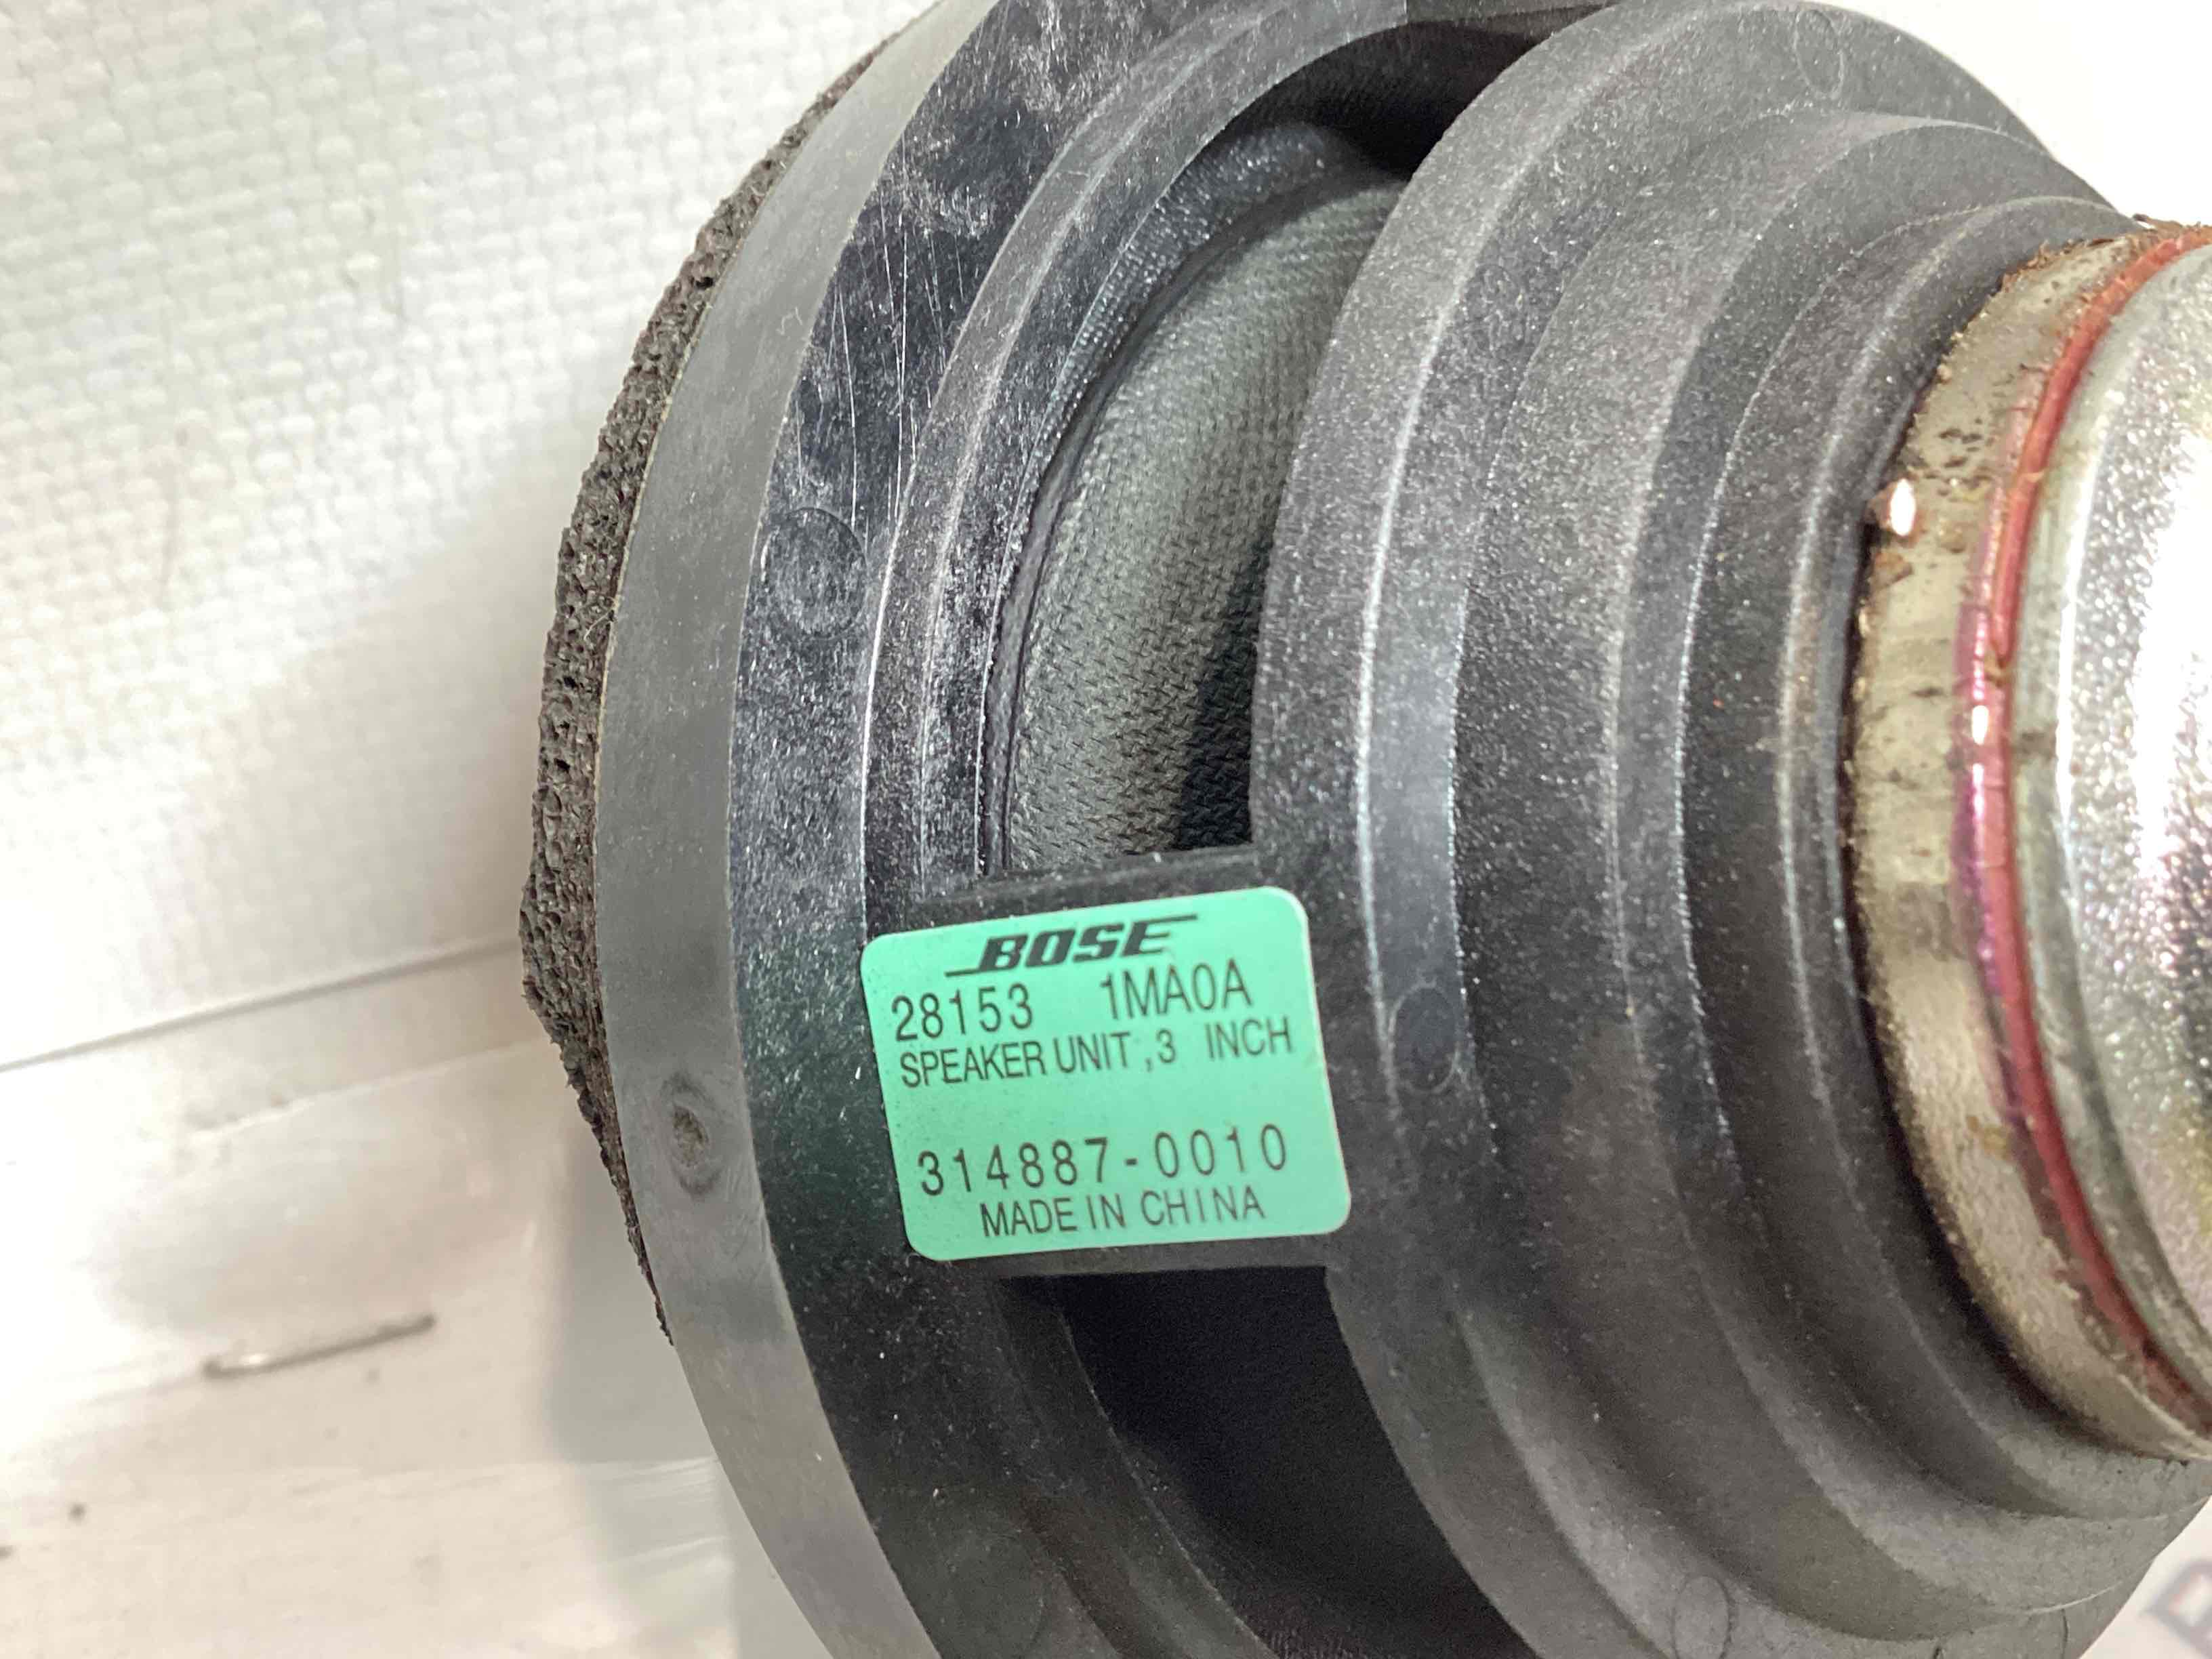 BOSE
28153 1MA0A
SPEAKER UNIT ,3 INCH
314887-0010
MADE IN CHINA